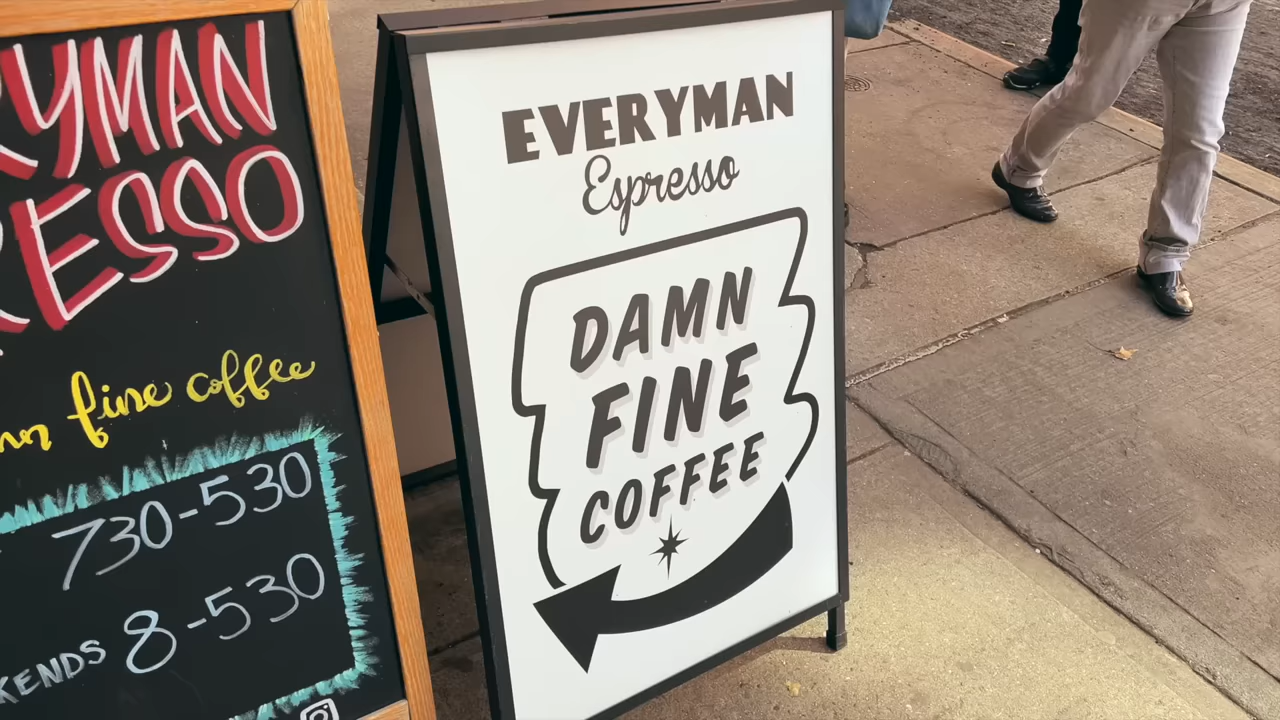 RYMAN
RESSO
fine coffee
730-530
KENDS 8-530
EVERYMAN
Espresso
DAMN
FINE
COFFEE